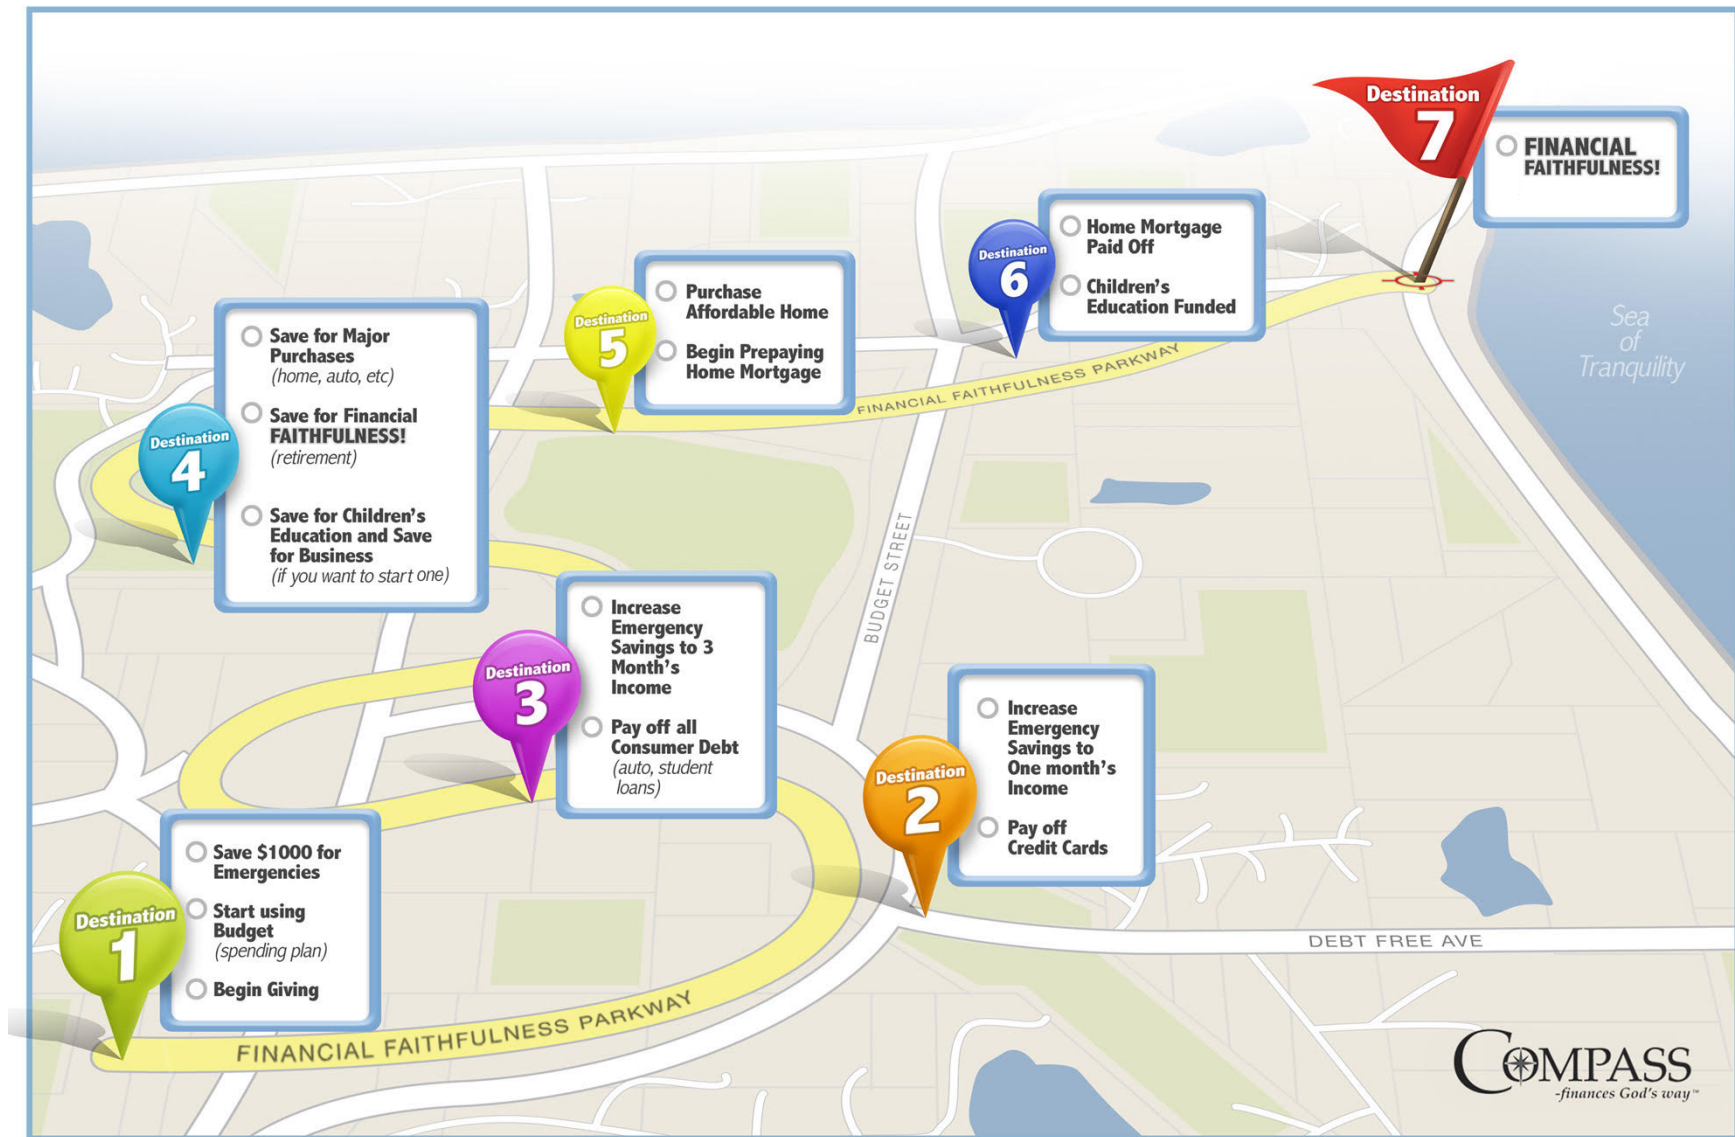 Destination
7
FINANCIAL
FAITHFULNESS!
Destination
6
Home Mortgage
Paid Off
Children's
Education Funded
Destination
5
Purchase
Affordable Home
Begin Prepaying
Home Mortgage
Sea
of
Tranquility
FINANCIAL FAITHFULNESS PARKWAY
Destination
4
Save for Major
Purchases
(home, auto, etc)
Save for Financial
FAITHFULNESS!
(retirement)
Save for Children's
Education and Save
for Business
(if you want to start one)
BUDGET STREET
Destination
3
Increase
Emergency
Savings to 3
Month's
Income
Pay off all
Consumer Debt
(auto, student
loans)
Destination
2
Increase
Emergency
Savings to
One month's
Income
Pay off
Credit Cards
Destination
1
Save $1000 for
Emergencies
Start using
Budget
(spending plan)
Begin Giving
DEBT FREE AVE
FINANCIAL FAITHFULNESS PARKWAY
COMPASS
-finances God's way™